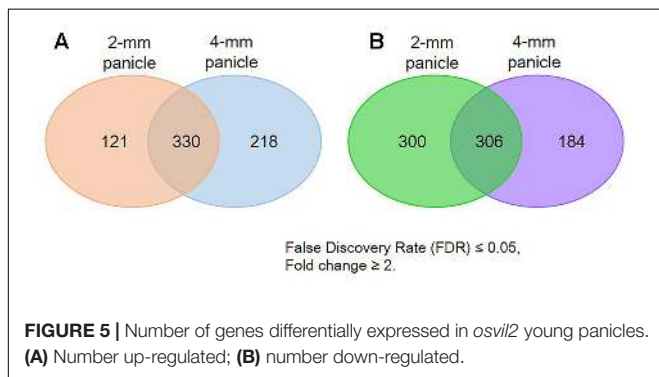 A
2-mm
panicle
4-mm
panicle
121
330
218
B
2-mm
panicle
4-mm
panicle
300
306
184
False Discovery Rate (FDR) ≤ 0.05,
Fold change ≥ 2.
FIGURE 5 | Number of genes differentially expressed in osvil2 young panicles.
(A) Number up-regulated; (B) number down-regulated.